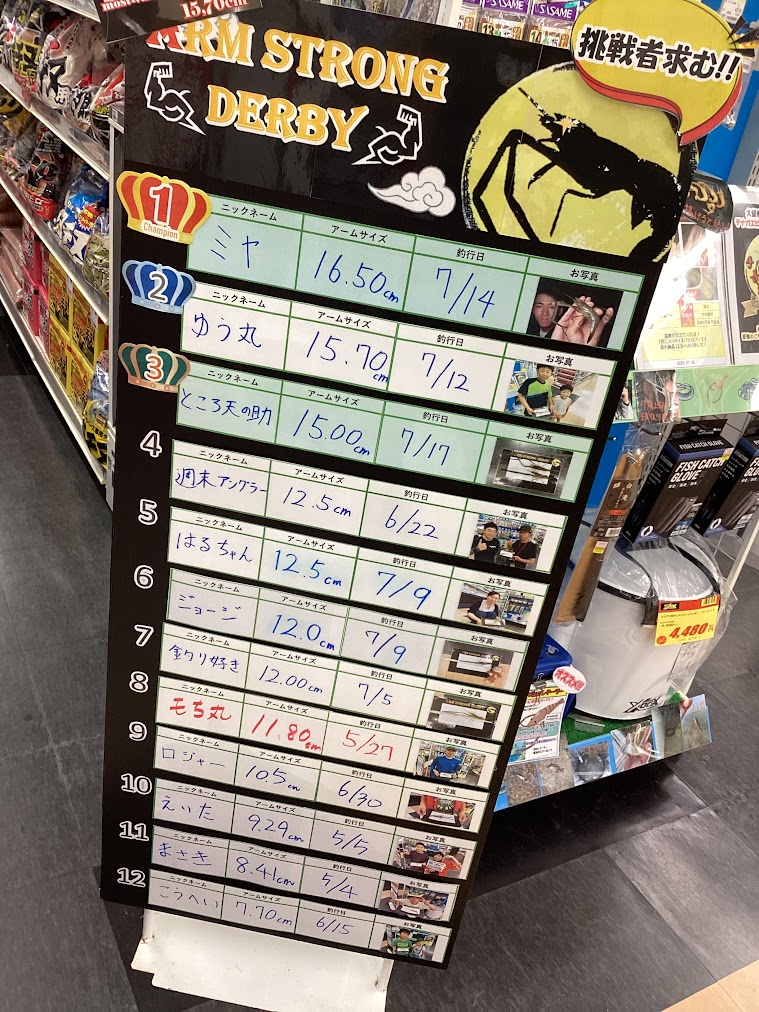 15,70cm
ARM STRONG
DERBY
挑戦者求む!!
1
Champion
ニックネーム アームサイズ 釣行日 お写真
ミヤ 16.50cm 7/14
2
ニックネーム アームサイズ 釣行日 お写真
ゆう丸 15.70cm 7/12
3
ニックネーム アームサイズ 釣行日 お写真
ところ天の助 15.00cm 7/17
4
ニックネーム アームサイズ 釣行日 お写真
週末アングラー 12.5cm 6/22
5
ニックネーム アームサイズ 釣行日 お写真
はるちゃん 12.5cm 7/9
6
ニックネーム アームサイズ 釣行日 お写真
ジョージ 12.0cm 7/9
7
ニックネーム アームサイズ 釣行日 お写真
釣り好き 12.00cm 7/5
8
ニックネーム アームサイズ 釣行日 お写真
もち丸 11.80cm 5/27
9
ニックネーム アームサイズ 釣行日 お写真
ロジャー 10.5cm 6/30
10
ニックネーム アームサイズ 釣行日 お写真
えいた 9.29cm 5/5
11
ニックネーム アームサイズ 釣行日 お写真
まさき 8.41cm 5/4
12
ニックネーム アームサイズ 釣行日 お写真
こうへい 7.70cm 6/15
FISH CATCH
GLOVE
FISH CATCH
GLOVE
4,480
オススメ!!